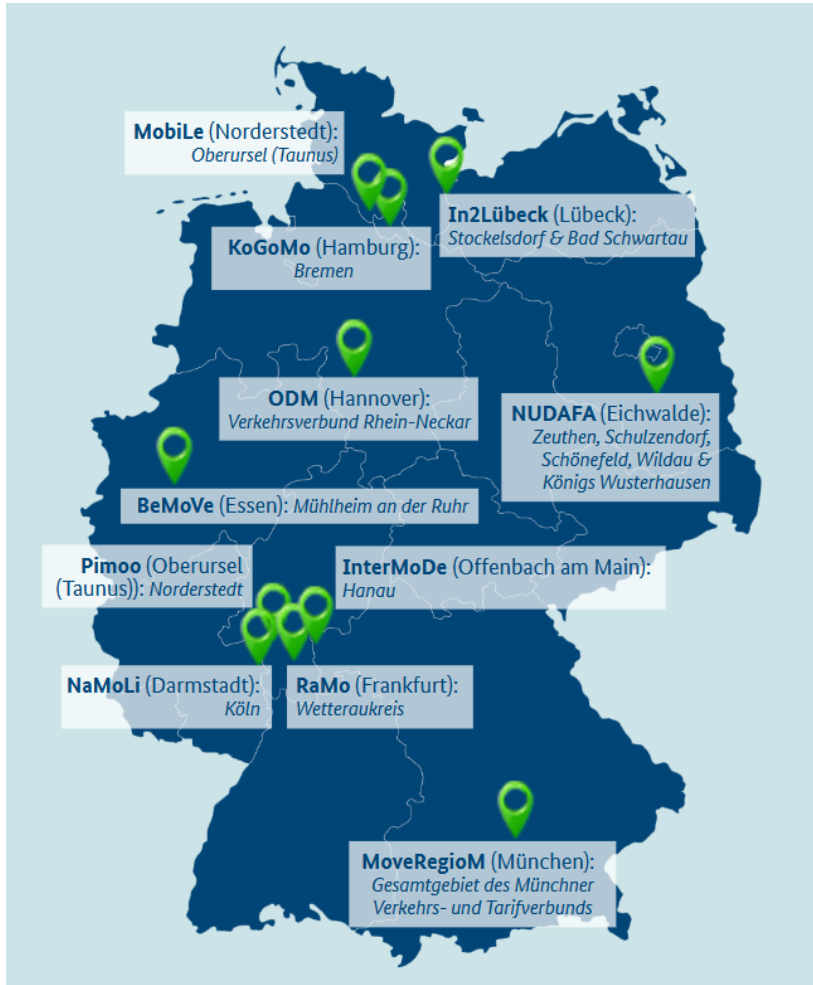 MobiLe (Norderstedt):
Oberursel (Taunus)
In2Lübeck (Lübeck):
Stockelsdorf & Bad Schwartau
KoGoMo (Hamburg):
Bremen
ODM (Hannover):
Verkehrsverbund Rhein-Neckar
NUDAFA (Eichwalde):
Zeuthen, Schulzendorf,
Schönefeld, Wildau &
Königs Wusterhausen
BeMoVe (Essen): Mühlheim an der Ruhr
Pimoo (Oberursel
(Taunus)): Norderstedt
InterMoDe (Offenbach am Main):
Hanau
NaMoLi (Darmstadt):
Köln
RaMo (Frankfurt):
Wetteraukreis
MoveRegioM (München):
Gesamtgebiet des Münchner
Verkehrs- und Tarifverbunds